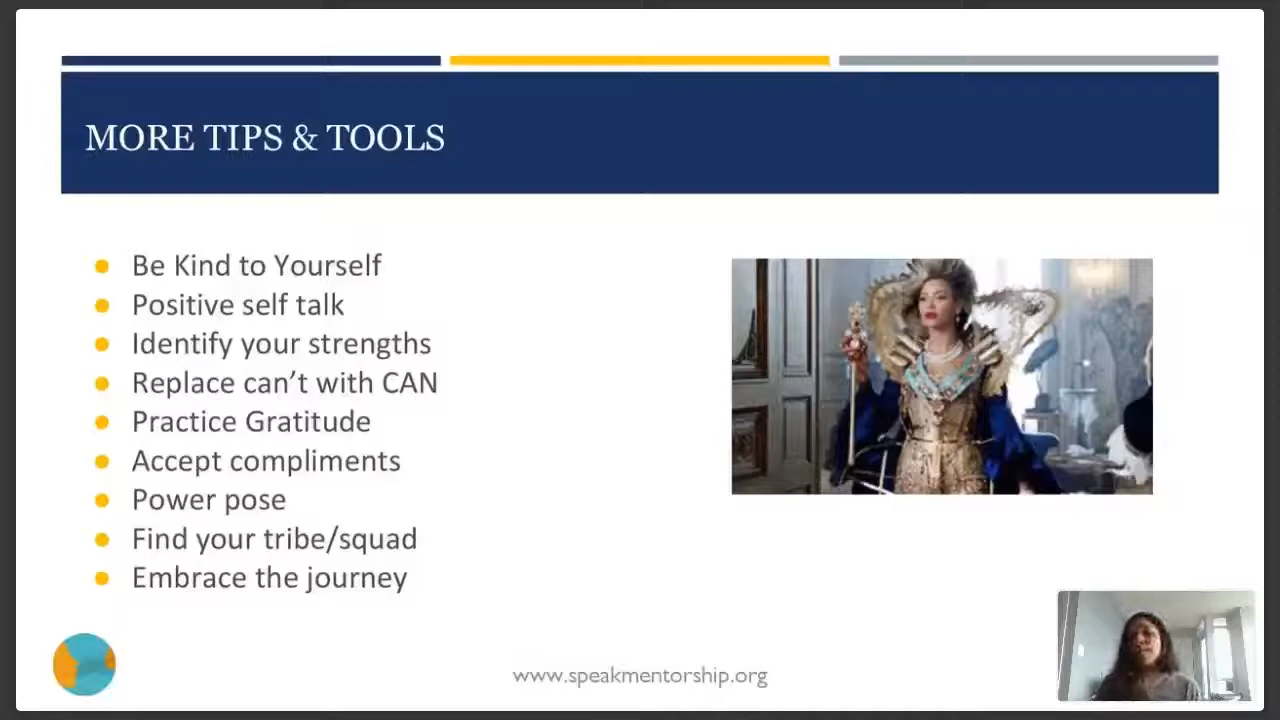 MORE TIPS & TOOLS
Be Kind to Yourself
Positive self talk
Identify your strengths
Replace can’t with CAN
Practice Gratitude
Accept compliments
Power pose
Find your tribe/squad
Embrace the journey
www.speakmentorship.org